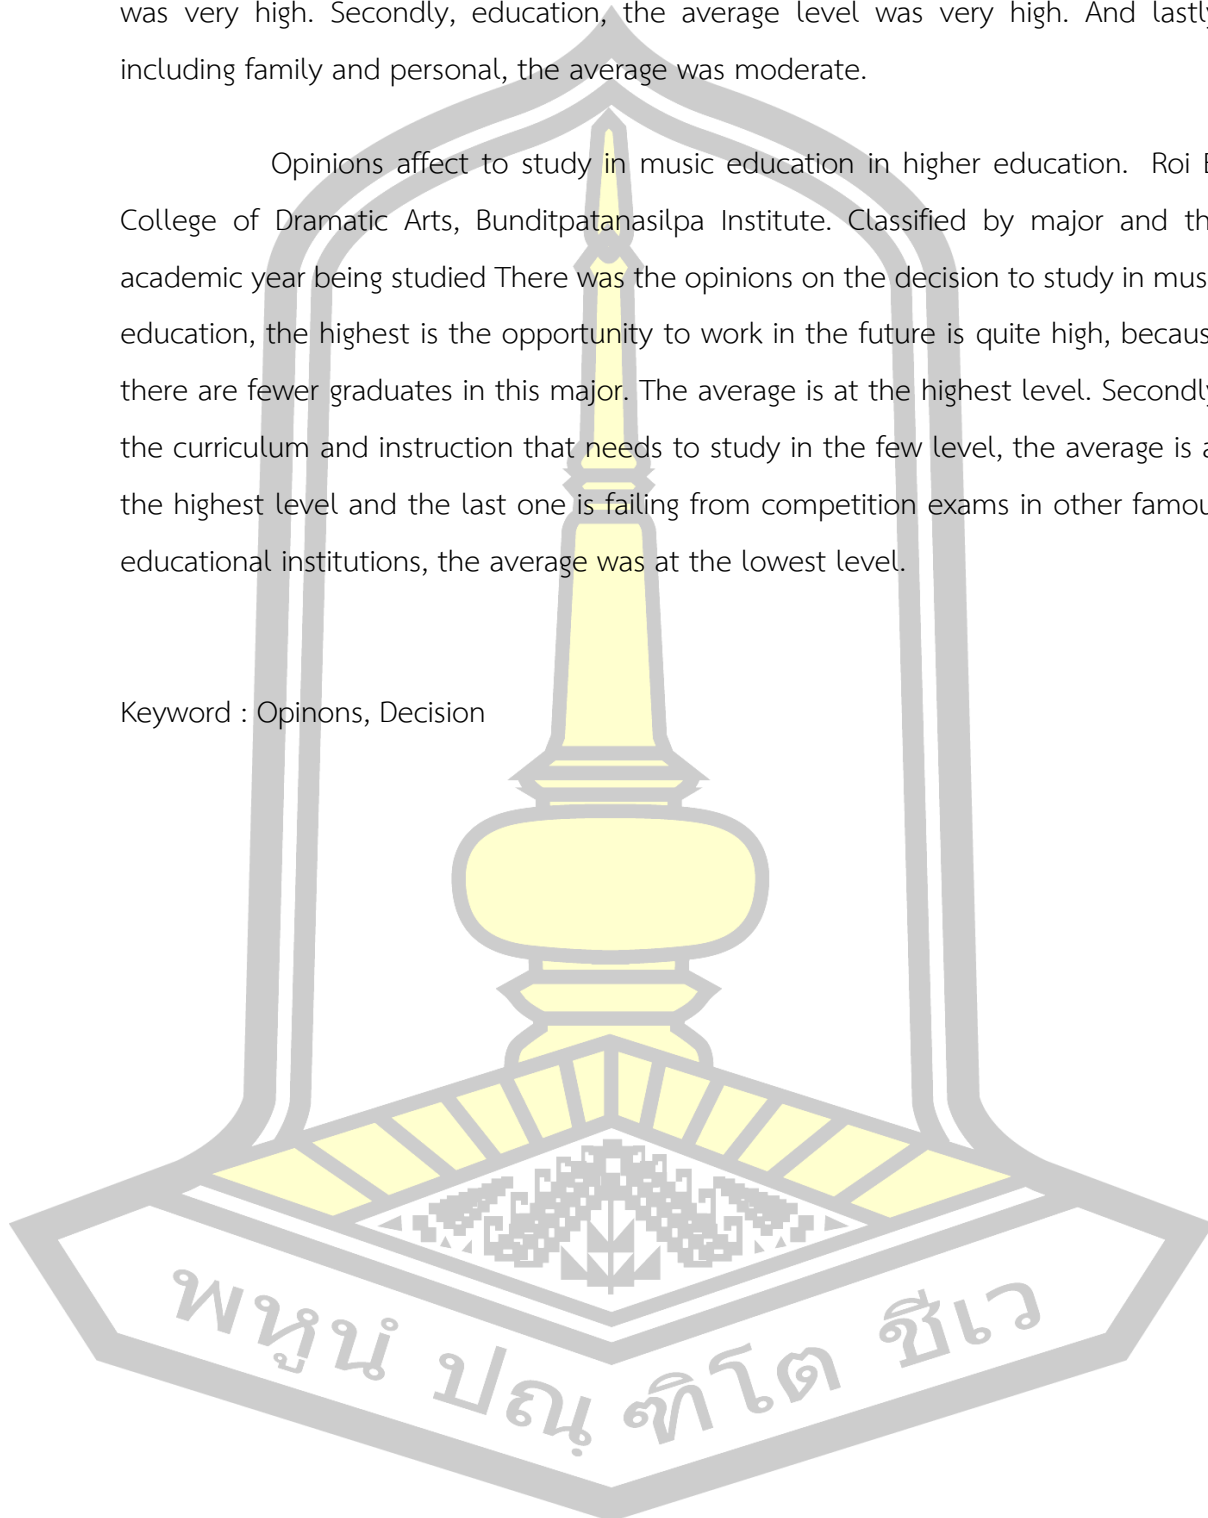 was very high. Secondly, education, the average level was very high. And lastly
including family and personal, the average was moderate.
Opinions affect to study in music education in higher education. Roi E
College of Dramatic Arts, Bunditpatanasilpa Institute. Classified by major and th
academic year being studied There was the opinions on the decision to study in mus
education, the highest is the opportunity to work in the future is quite high, becaus
there are fewer graduates in this major. The average is at the highest level. Secondly
the curriculum and instruction that needs to study in the few level, the average is a
the highest level and the last one is failing from competition exams in other famou
educational institutions, the average was at the lowest level.
Keyword : Opinons, Decision
พหูนํ ปณฺฑิโต ชีเว